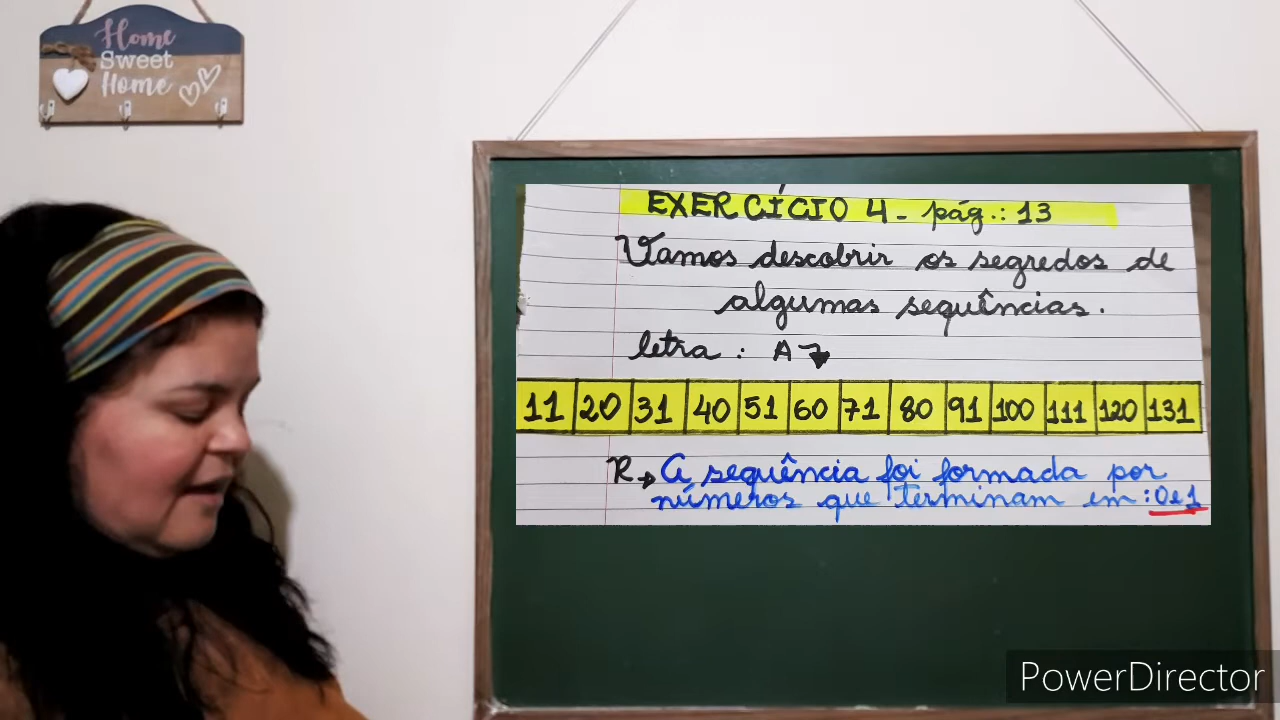 Home
Sweet
Home
EXERCÍCIO 4 - pág.: 13
Vamos descobrir os segredos de
algumas sequências.
letra : A
11 20 31 40 51 60 71 80 91 100 111 120 131
R → A sequência foi formada por
números que terminam em : 0 e 1
PowerDirector